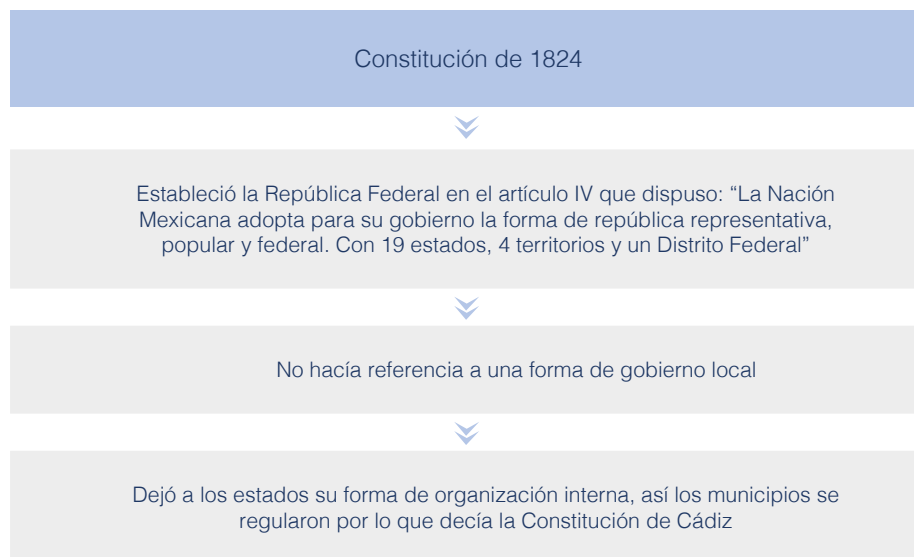 Constitución de 1824
Estableció la República Federal en el artículo IV que dispuso: “La Nación
Mexicana adopta para su gobierno la forma de república representativa,
popular y federal. Con 19 estados, 4 territorios y un Distrito Federal”
No hacía referencia a una forma de gobierno local
Dejó a los estados su forma de organización interna, así los municipios se
regularon por lo que decía la Constitución de Cádiz